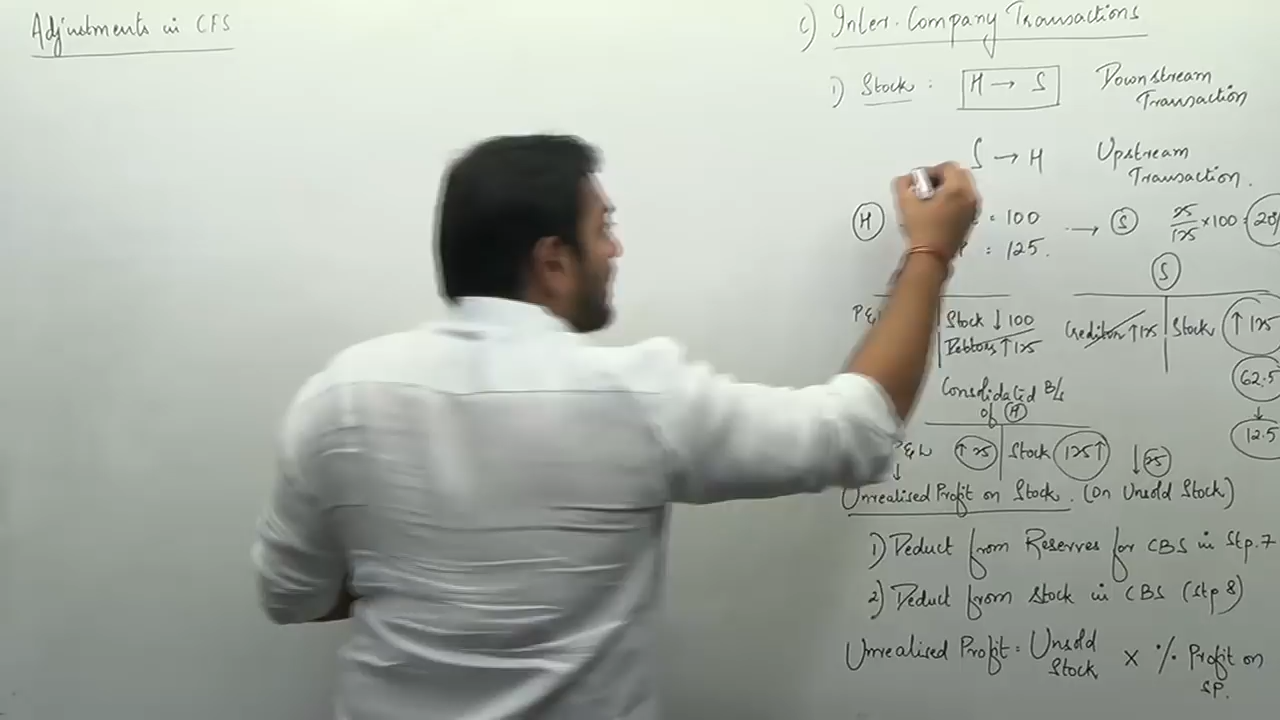 Adjustments in CFS
C) Inter-Company Transactions
1) Stock : H → S Downstream
Transaction
S → H Upstream
Transaction.
H = 100 → S 25/125 × 100 = 20%
= 125.
S
P&L Stock ↓ 100 Creditors ↑ 125 Stock ↑ 125
Debtors ↑ 125
62.5
Consolidated B/s
of H
↓
12.5
P&L ↑ 25 Stock 125 ↑ ↓ 25
↓
Unrealised Profit on Stock. (On Unsold Stock)
1) Deduct from Reserves for CBS in Stp. 7
2) Deduct from Stock in CBS (Stp 8)
Unrealised Profit = Unsold
Stock × % Profit on
SP.